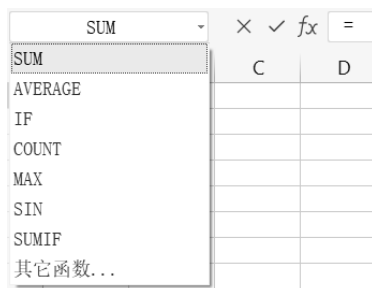 SUM × ✓ fx =
SUM
C D
AVERAGE
IF
COUNT
MAX
SIN
SUMIF
其它函数...